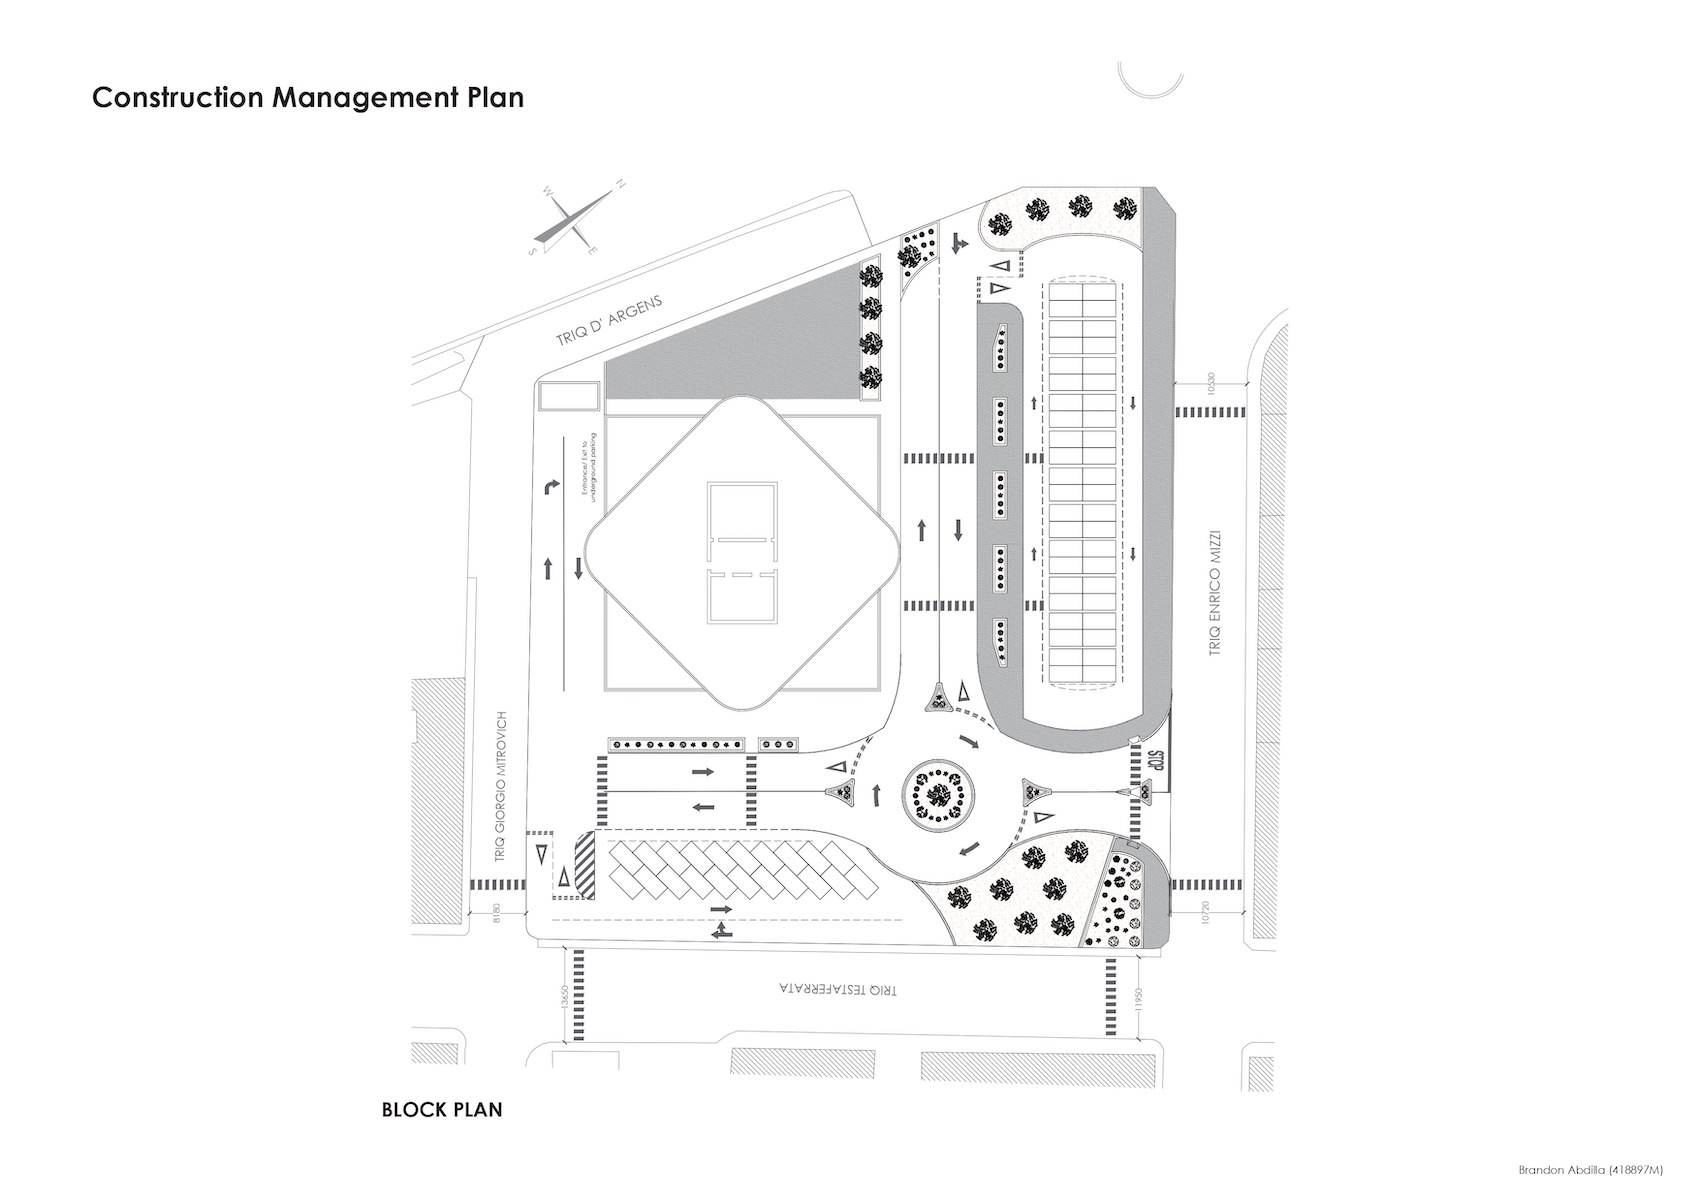 Construction Management Plan
N
W
S
E
TRIQ D' ARGENS
Entrance/ Exit to
underground parking
10530
TRIQ ENRICO MIZZI
TRIQ GIORGIO MITROVICH
STOP
8180
10720
13650
TRIQ TESTAFERRATA
11950
BLOCK PLAN
Brandon Abdilla (418897M)